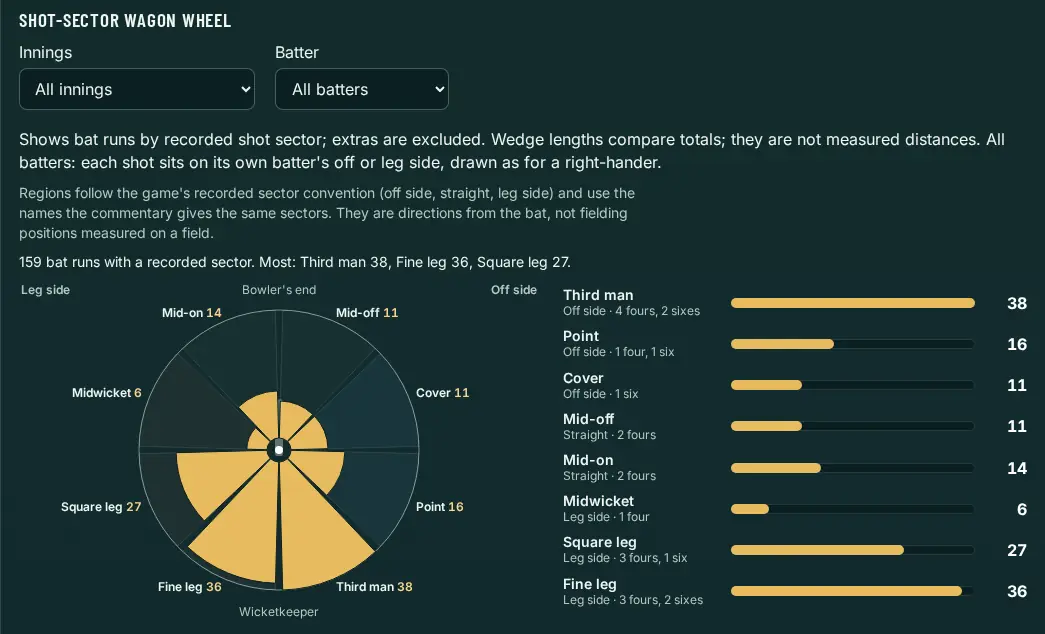 SHOT-SECTOR WAGON WHEEL
Innings
Batter
All innings
All batters
Shows bat runs by recorded shot sector; extras are excluded. Wedge lengths compare totals; they are not measured distances. All
batters: each shot sits on its own batter's off or leg side, drawn as for a right-hander.
Regions follow the game's recorded sector convention (off side, straight, leg side) and use the
names the commentary gives the same sectors. They are directions from the bat, not fielding
positions measured on a field.
159 bat runs with a recorded sector. Most: Third man 38, Fine leg 36, Square leg 27.
Leg side
Bowler's end
Off side
Mid-on 14
Mid-off 11
Midwicket 6
Cover 11
Square leg 27
Point 16
Fine leg 36
Third man 38
Wicketkeeper
Third man
Off side · 4 fours, 2 sixes
38
Point
Off side · 1 four, 1 six
16
Cover
Off side · 1 six
11
Mid-off
Straight · 2 fours
11
Mid-on
Straight · 2 fours
14
Midwicket
Leg side · 1 four
6
Square leg
Leg side · 3 fours, 1 six
27
Fine leg
Leg side · 3 fours, 2 sixes
36